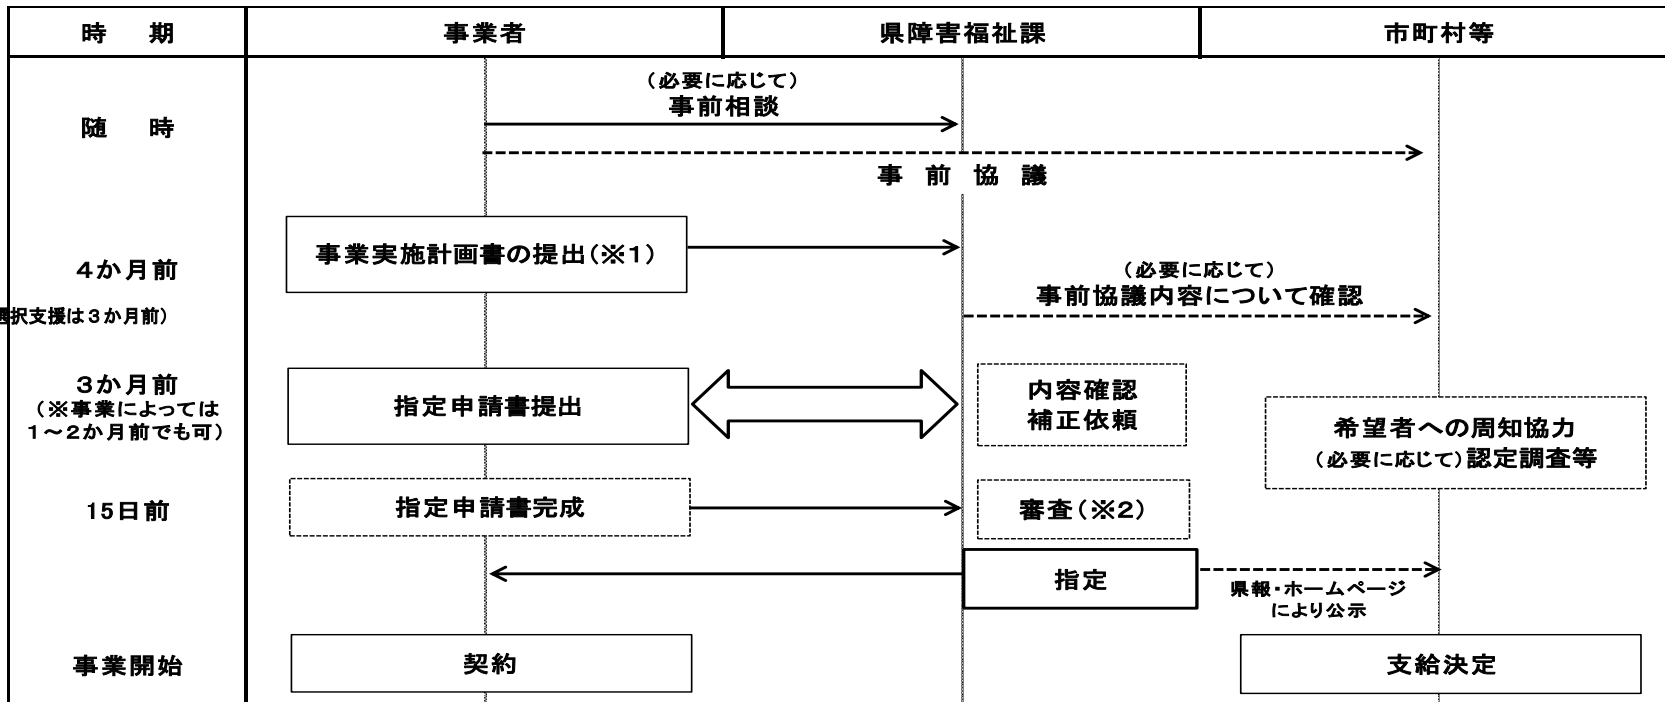 時 期
事業者
県障害福祉課
市町村等
随 時
（必要に応じて）
事前相談
事 前 協 議
４か月前
選択支援は３か月前）
事業実施計画書の提出（※１）
（必要に応じて）
事前協議内容について確認
３か月前
（※事業によっては
１～２か月前でも可）
指定申請書提出
内容確認
補正依頼
希望者への周知協力
（必要に応じて）認定調査等
15日前
指定申請書完成
審査（※２）
指定
県報・ホームページ
により公示
事業開始
契約
支給決定